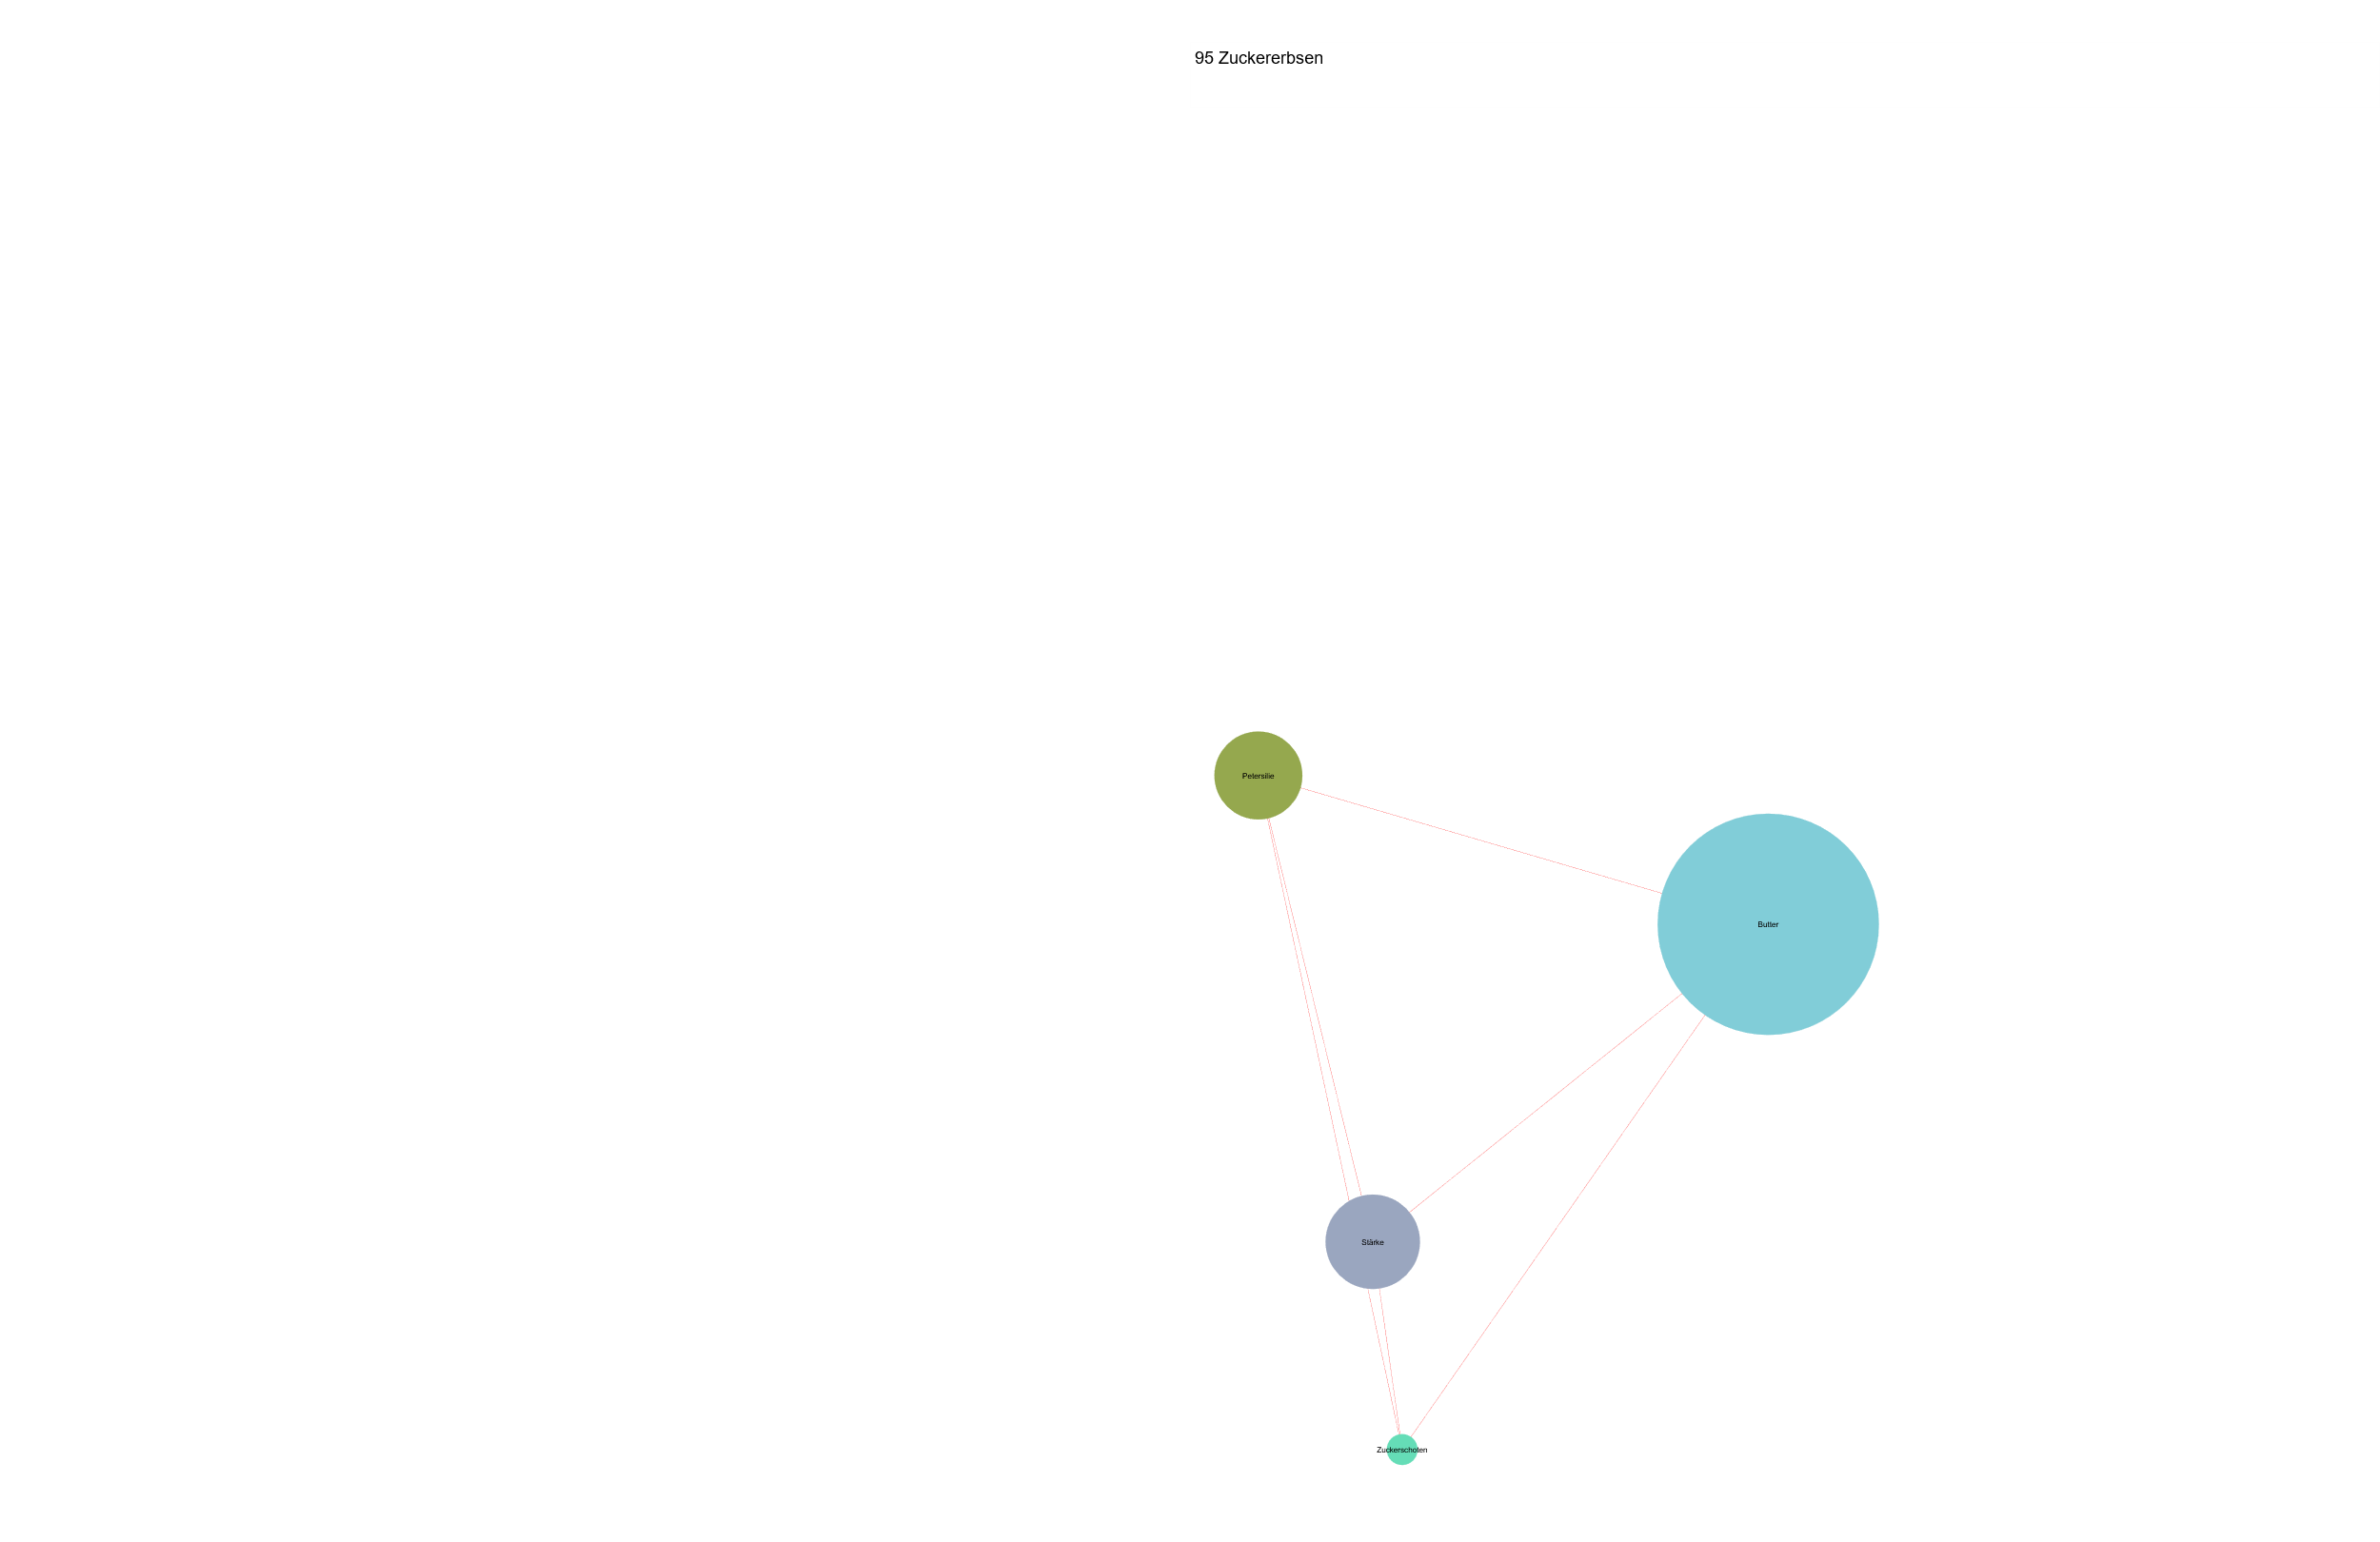 95 Zuckererbsen
Petersilie
Butter
Stärke
Zuckerschoten